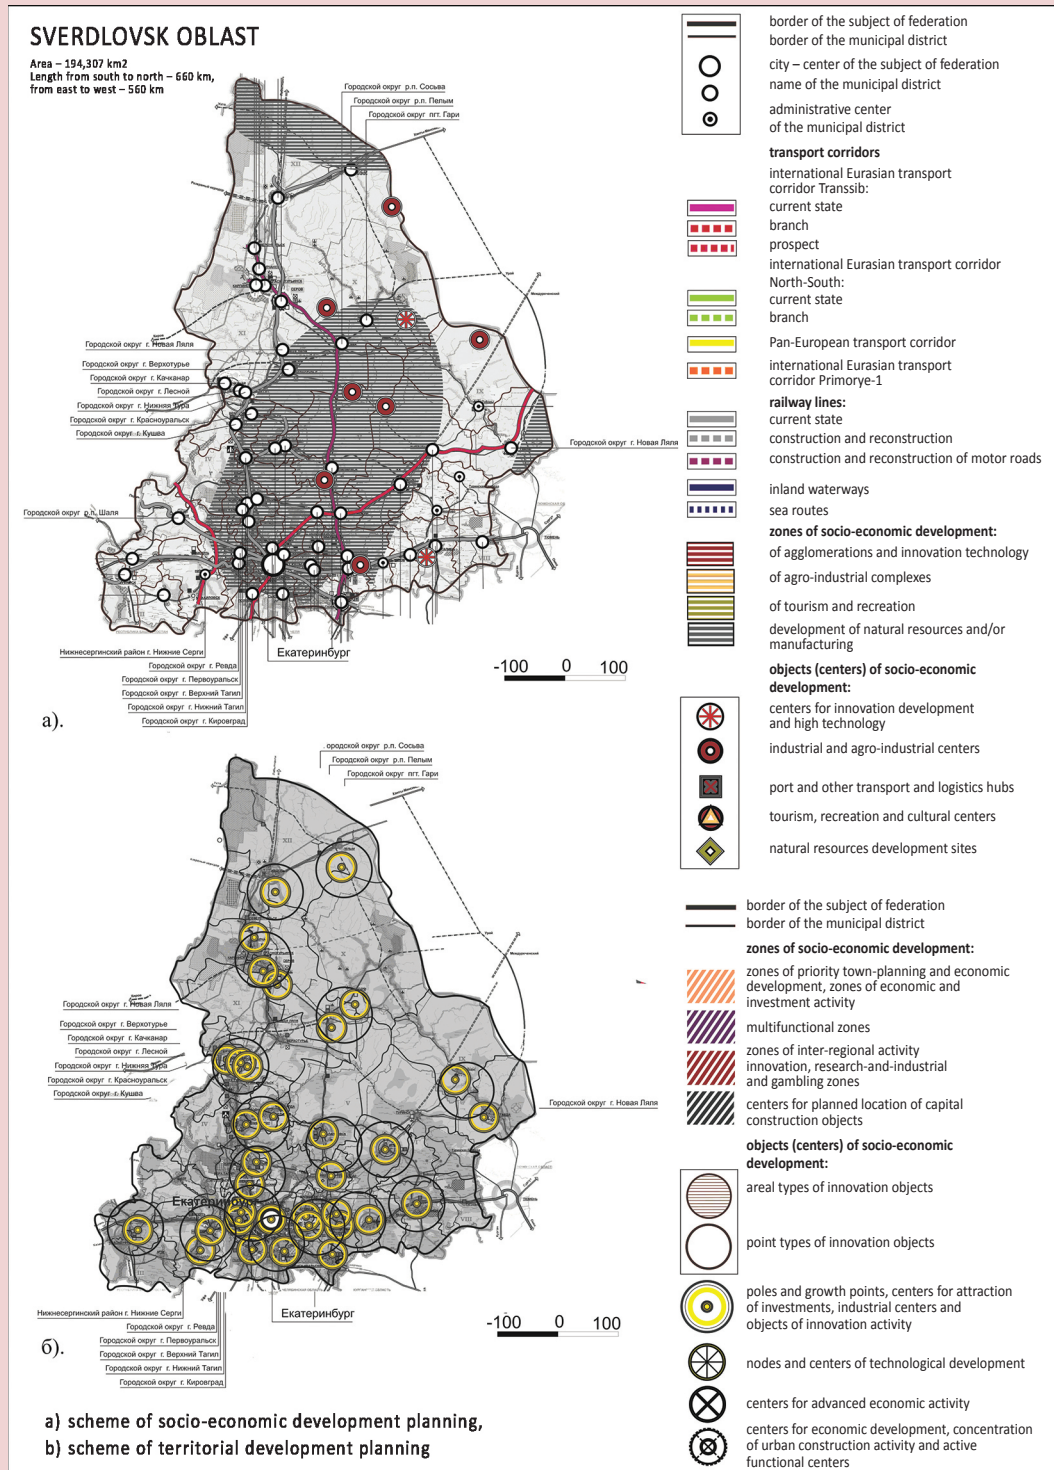 SVERDLOVSK OBLAST
Area – 194,307 km2
Length from south to north – 660 km,
from east to west – 560 km
Городской округ р.п. Сосьва
Городской округ р.п. Пелым
Городской округ пгт. Гари
Городской округ г. Новая Ляля
Городской округ г. Верхотурье
Городской округ г. Качканар
Городской округ г. Лесной
Городской округ г. Нижняя Тура
Городской округ г. Красноуральск
Городской округ г. Кушва
Городской округ г. Новая Ляля
Городской округ р.п. Шаля
Нижнесергинский район г. Нижние Серги
Екатеринбург
Городской округ г. Ревда
Городской округ г. Первоуральск
Городской округ г. Верхний Тагил
Городской округ г. Нижний Тагил
Городской округ г. Кировград
-100 0 100
а).
ородской округ р.п. Сосьва
Городской округ р.п. Пелым
Городской округ пгт. Гари
Городской округ г. Новая Ляля
Городской округ г. Верхотурье
Городской округ г. Качканар
Городской округ г. Лесной
Городской округ г. Нижняя Тура
Городской округ г. Красноуральск
Городской округ г. Кушва
Городской округ г. Новая Ляля
Екатеринбург
Нижнесергинский район г. Нижние Серги
Екатеринбург
Городской округ г. Ревда
Городской округ г. Первоуральск
Городской округ г. Верхний Тагил
Городской округ г. Нижний Тагил
Городской округ г. Кировград
-100 0 100
б).
a) scheme of socio-economic development planning,
b) scheme of territorial development planning
border of the subject of federation
border of the municipal district
city – center of the subject of federation
name of the municipal district
administrative center
of the municipal district
transport corridors
international Eurasian transport
corridor Transsib:
current state
branch
prospect
international Eurasian transport corridor
North-South:
current state
branch
Pan-European transport corridor
international Eurasian transport
corridor Primorye-1
railway lines:
current state
construction and reconstruction
construction and reconstruction of motor roads
inland waterways
sea routes
zones of socio-economic development:
of agglomerations and innovation technology
of agro-industrial complexes
of tourism and recreation
development of natural resources and/or
manufacturing
objects (centers) of socio-economic
development:
centers for innovation development
and high technology
industrial and agro-industrial centers
port and other transport and logistics hubs
tourism, recreation and cultural centers
natural resources development sites
border of the subject of federation
border of the municipal district
zones of socio-economic development:
zones of priority town-planning and economic
development, zones of economic and
investment activity
multifunctional zones
zones of inter-regional activity
innovation, research-and-industrial
and gambling zones
centers for planned location of capital
construction objects
objects (centers) of socio-economic
development:
areal types of innovation objects
point types of innovation objects
poles and growth points, centers for attraction
of investments, industrial centers and
objects of innovation activity
nodes and centers of technological development
centers for advanced economic activity
centers for economic development, concentration
of urban construction activity and active
functional centers